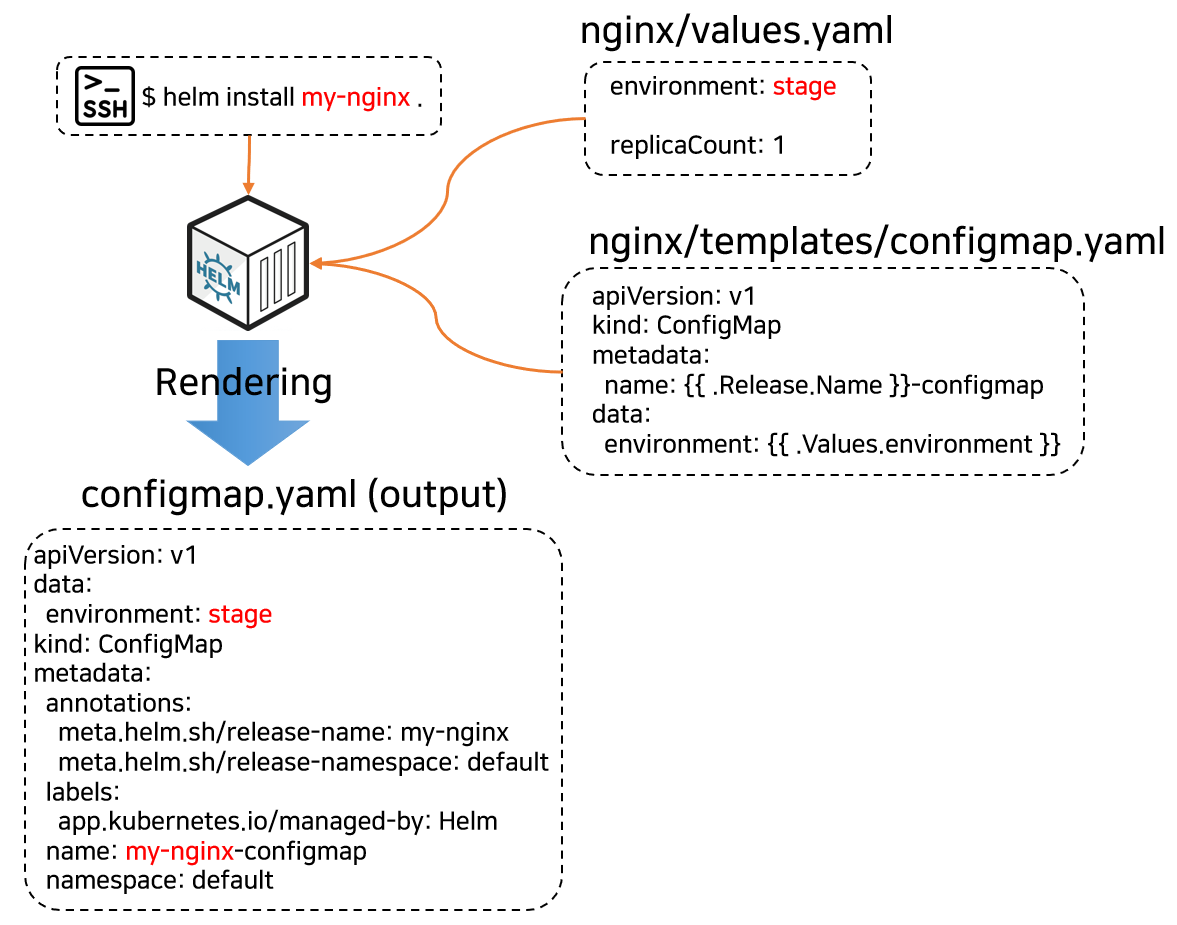 nginx/values.yaml
>_
SSH
$ helm install my-nginx .
environment: stage
replicaCount: 1
nginx/templates/configmap.yaml
HELM
apiVersion: v1
kind: ConfigMap
metadata:
  name: {{ .Release.Name }}-configmap
data:
  environment: {{ .Values.environment }}
Rendering
configmap.yaml (output)
apiVersion: v1
data:
  environment: stage
kind: ConfigMap
metadata:
  annotations:
    meta.helm.sh/release-name: my-nginx
    meta.helm.sh/release-namespace: default
  labels:
    app.kubernetes.io/managed-by: Helm
  name: my-nginx-configmap
  namespace: default